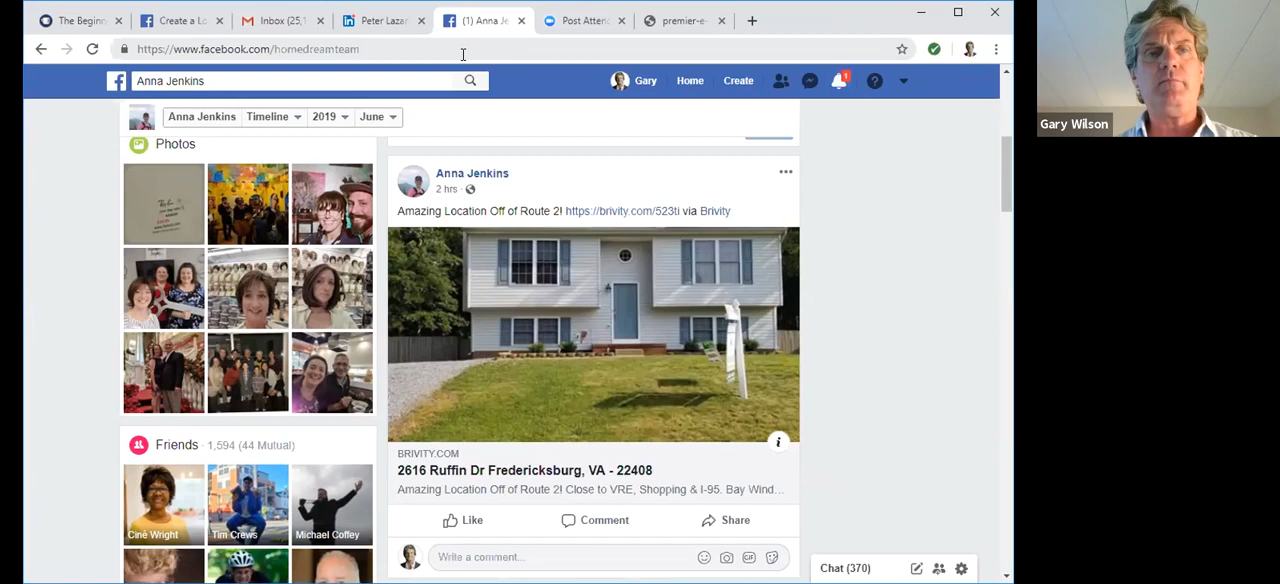 The Beginn
Create a Lo
Inbox (25,1
Peter Lazar
(1) Anna Je
Post Attend
premier-e-
https://www.facebook.com/homedreamteam
Anna Jenkins
Gary
Home
Create
1
Anna Jenkins
Timeline
2019
June
Photos
Anna Jenkins
2 hrs
Amazing Location Off of Route 2! https://brivity.com/523ti via Brivity
BRIVITY.COM
2616 Ruffin Dr Fredericksburg, VA - 22408
Amazing Location Off of Route 2! Close to VRE, Shopping & I-95. Bay Wind...
Like
Comment
Share
Write a comment...
GIF
Friends · 1,594 (44 Mutual)
Ciné Wright
Tim Crews
Michael Coffey
Chat (370)
Gary Wilson